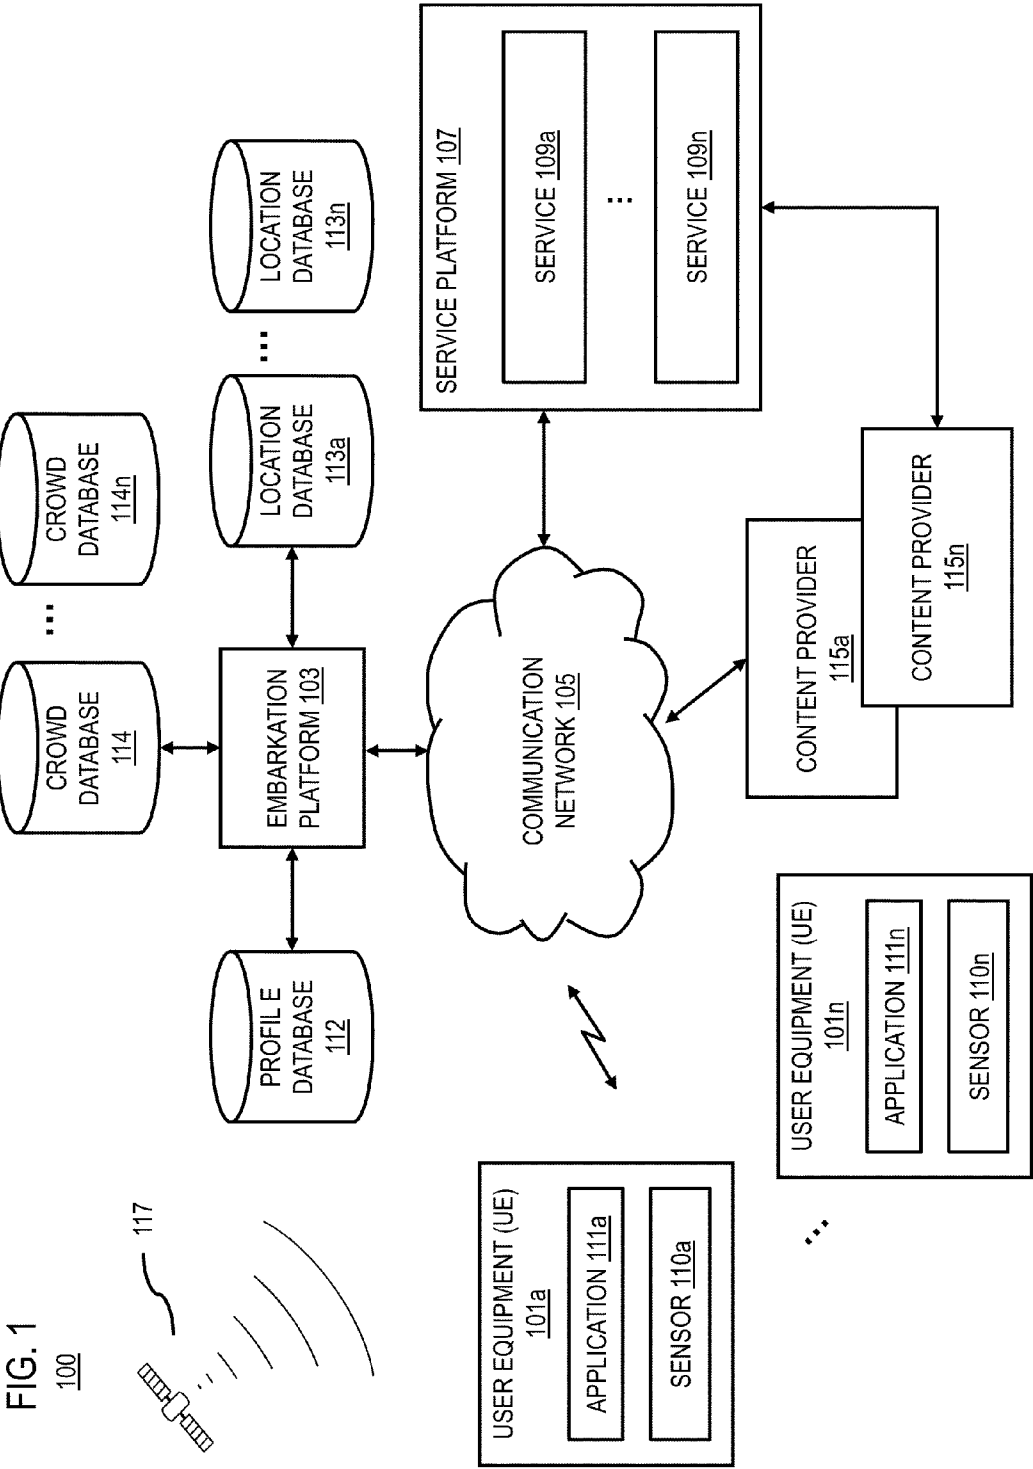 FIG. 1
100
117
CROWD
DATABASE
114
...
CROWD
DATABASE
114n
PROFILE
DATABASE
112
EMBARKATION
PLATFORM 103
LOCATION
DATABASE
113a
...
LOCATION
DATABASE
113n
COMMUNICATION
NETWORK 105
SERVICE PLATFORM 107
SERVICE 109a
...
SERVICE 109n
USER EQUIPMENT (UE)
101a
APPLICATION 111a
SENSOR 110a
...
USER EQUIPMENT (UE)
101n
APPLICATION 111n
SENSOR 110n
CONTENT PROVIDER
115a
CONTENT PROVIDER
115n